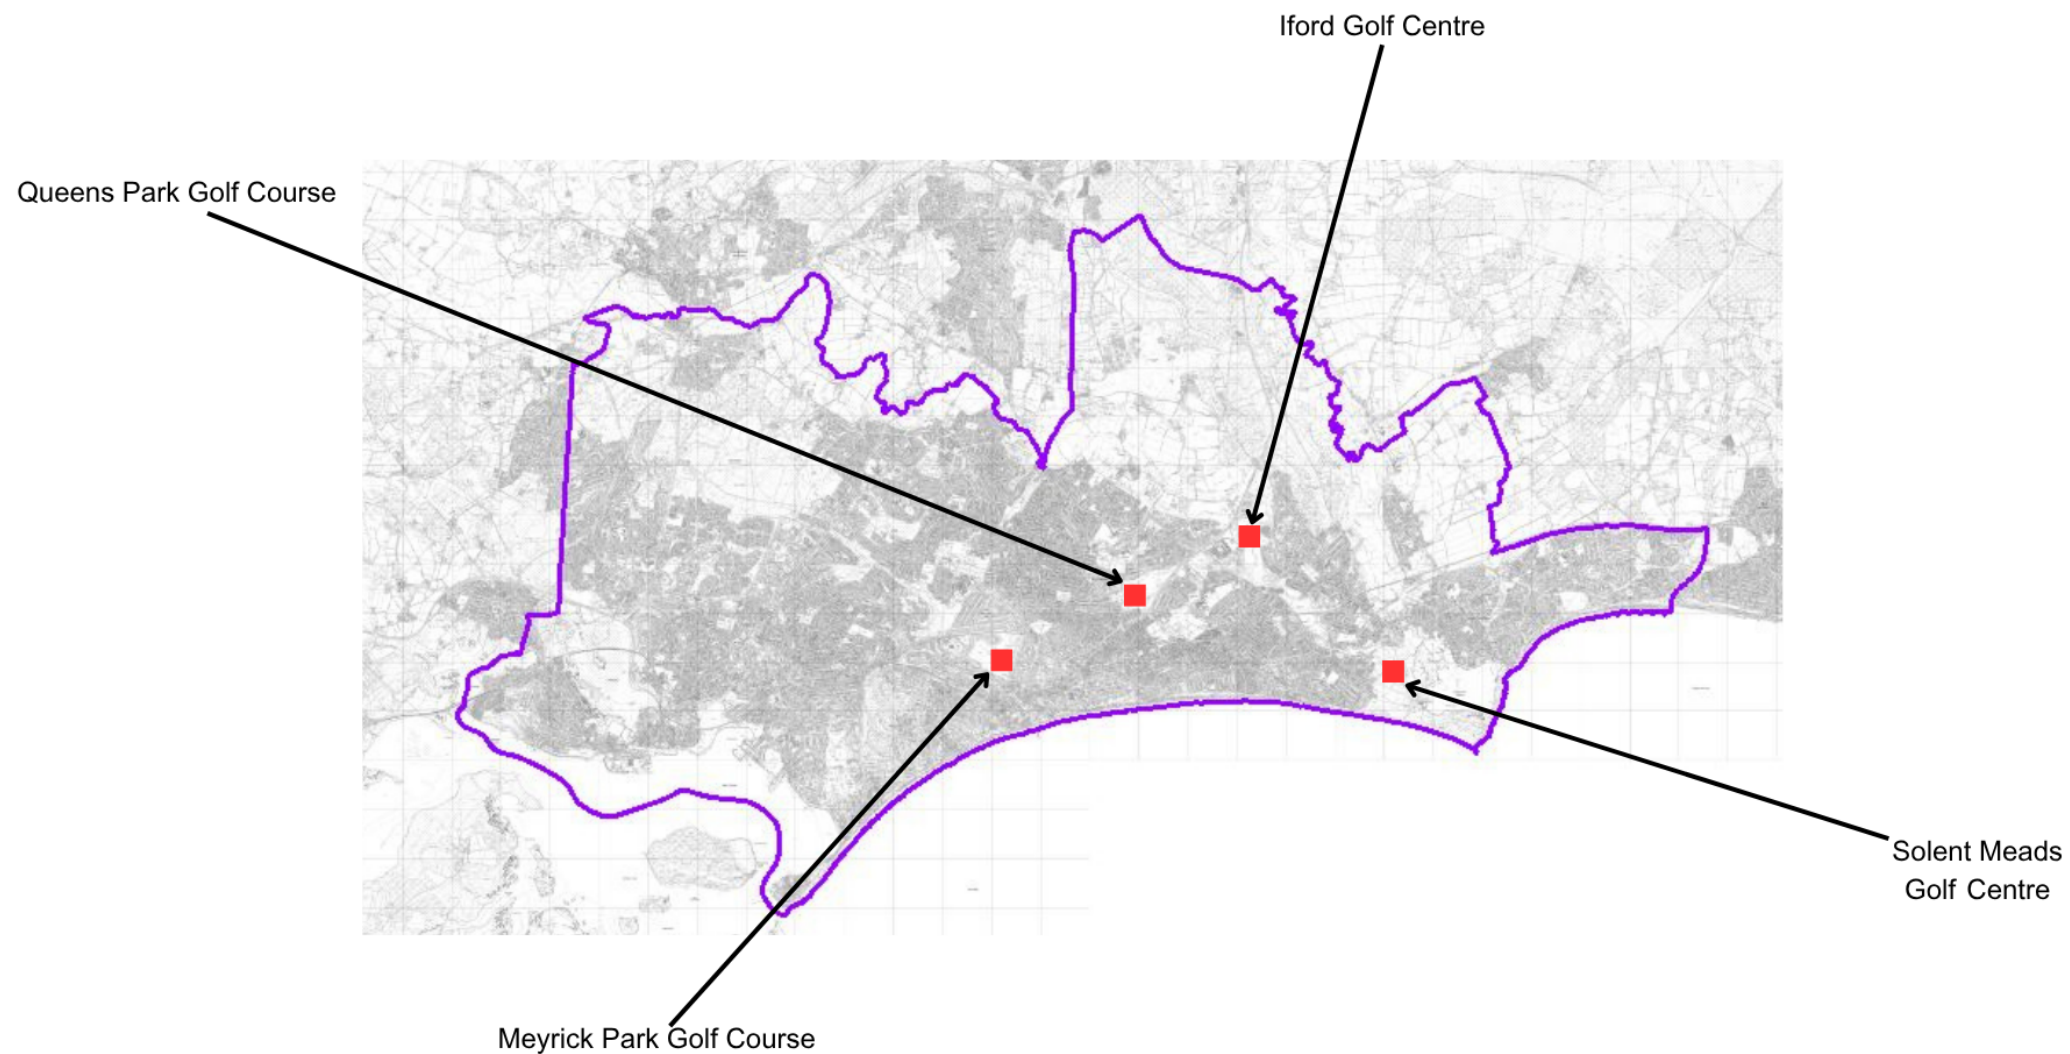 Iford Golf Centre
Queens Park Golf Course
Solent Meads
Golf Centre
Meyrick Park Golf Course